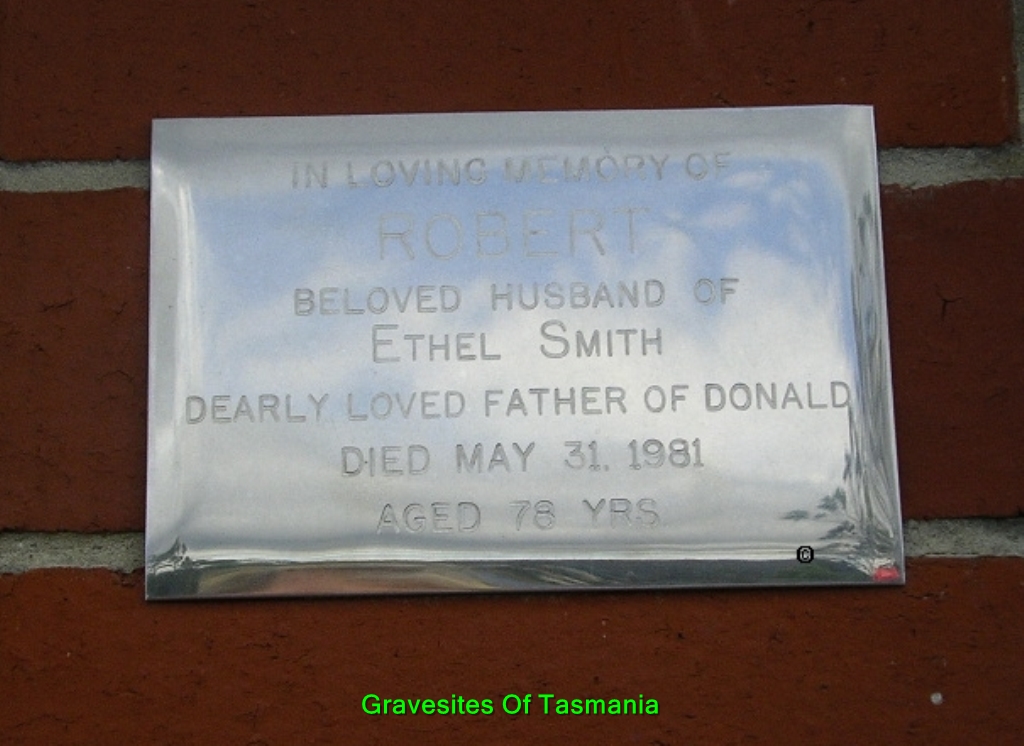 IN LOVING MEMORY OF
ROBERT
BELOVED HUSBAND OF
ETHEL SMITH
DEARLY LOVED FATHER OF DONALD
DIED MAY 31. 1981
AGED 78 YRS
©
Gravesites Of Tasmania